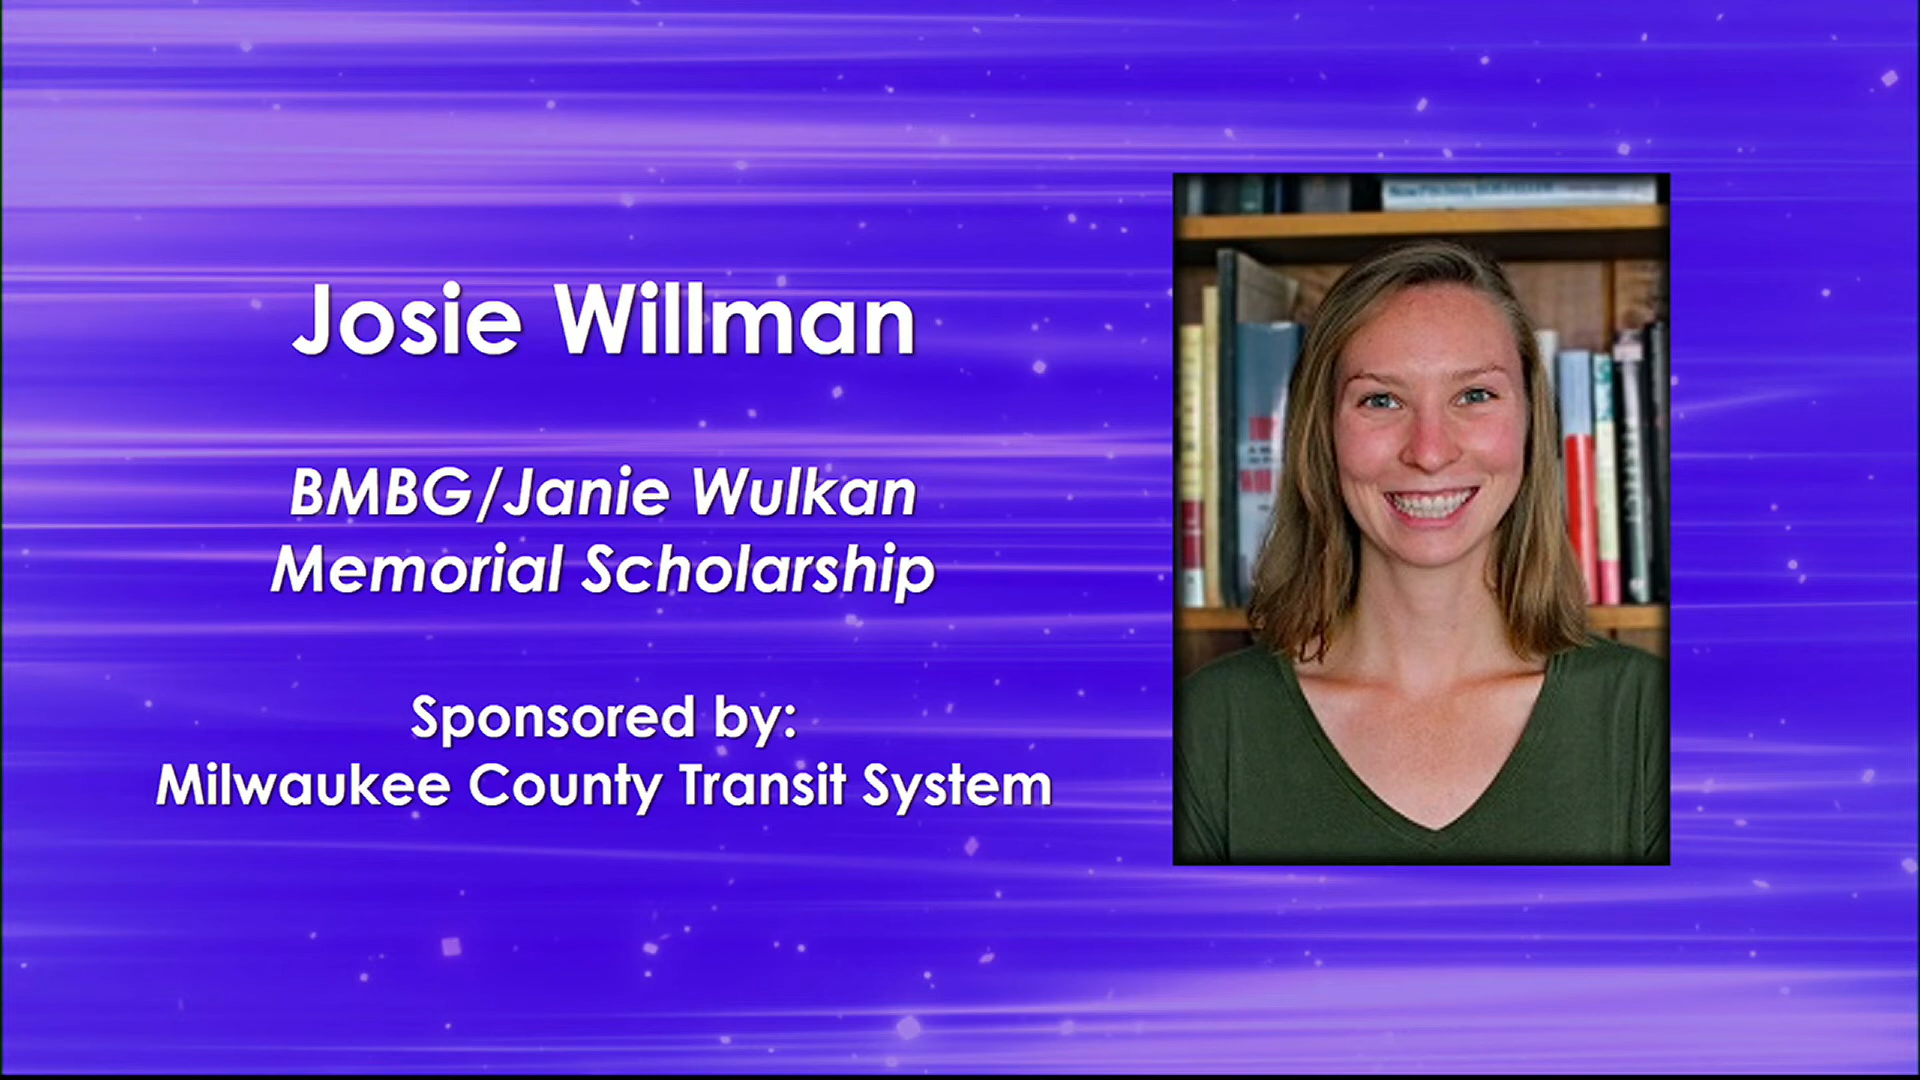 Josie Willman
BMBG/Janie Wulkan
Memorial Scholarship
Sponsored by:
Milwaukee County Transit System